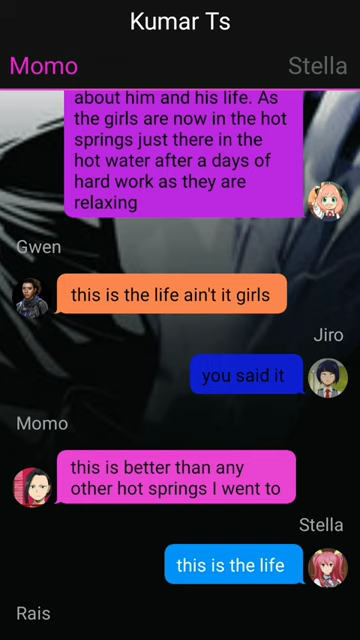 Kumar Ts
Momo
Stella
about him and his life. As
the girls are now in the hot
springs just there in the
hot water after a days of
hard work as they are
relaxing
Gwen
this is the life ain't it girls
Jiro
you said it
Momo
this is better than any
other hot springs I went to
Stella
this is the life
Rais